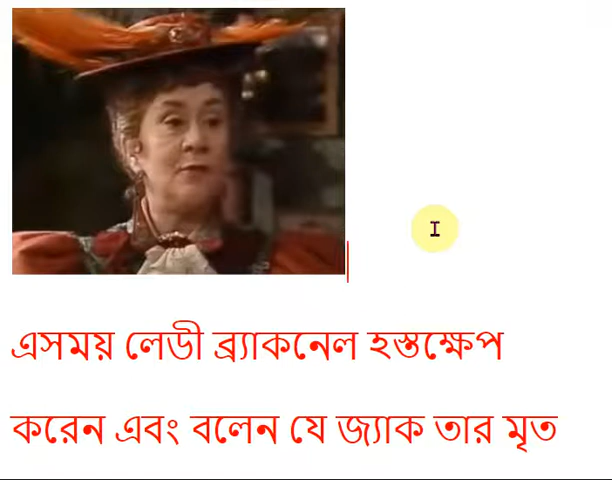 এসময় লেডী ব্র্যাকনেল হস্তক্ষেপ
করেন এবং বলেন যে জ্যাক তার মৃত